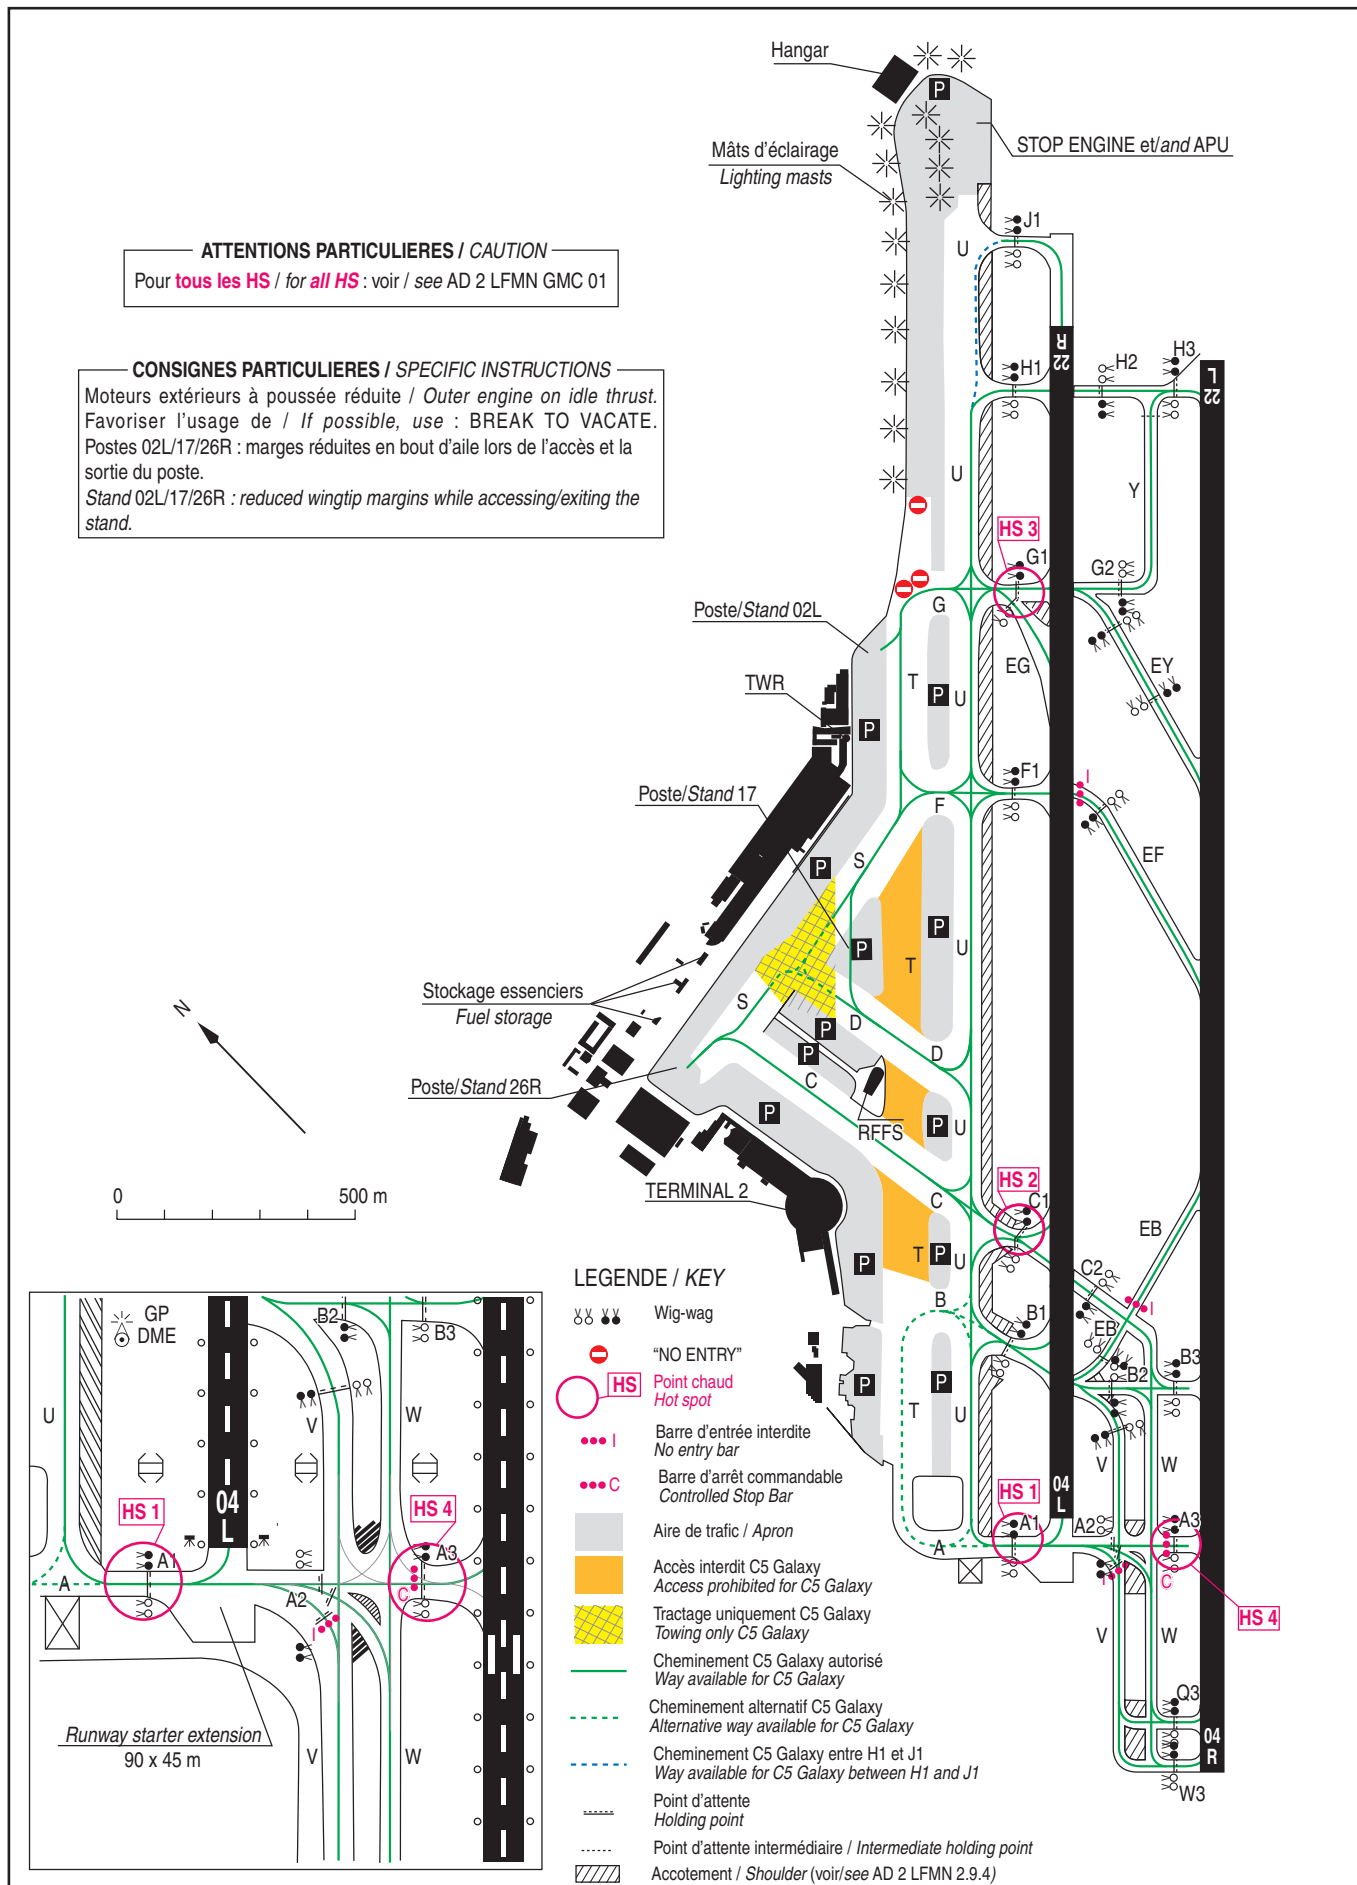 Hangar
P
STOP ENGINE et/and APU
Mâts d'éclairage
Lighting masts
J1
U
ATTENTIONS PARTICULIERES / CAUTION
Pour tous les HS / for all HS : voir / see AD 2 LFMN GMC 01
CONSIGNES PARTICULIERES / SPECIFIC INSTRUCTIONS
Moteurs extérieurs à poussée réduite / Outer engine on idle thrust.
Favoriser l'usage de / If possible, use : BREAK TO VACATE.
Postes 02L/17/26R : marges réduites en bout d'aile lors de l'accès et la
sortie du poste.
Stand 02L/17/26R : reduced wingtip margins while accessing/exiting the
stand.
22
R
H1
H2
H3
22
L
U
Y
HS 3
G1
G2
G
Poste/Stand 02L
EG
EY
TWR
T
P
U
P
F1
I
Poste/Stand 17
F
S
EF
P
P
P
T
U
N
Stockage essenciers
Fuel storage
S
D
P
P
D
C
Poste/Stand 26R
P
P
U
RFFS
0
500 m
TERMINAL 2
HS 2
C1
C
EB
T
P
U
P
C2
I
B
B1
EB
B3
B2
P
P
T
U
V
W
04
L
HS 1
A1
A2
A3
A
I
C
HS 4
V
W
Q3
04
R
W3
GP
DME
B2
B3
U
V
W
HS 1
04
L
HS 4
A1
A3
A
A2
C
I
Runway starter extension
90 x 45 m
V
W
LEGENDE / KEY
Wig-wag
"NO ENTRY"
HS
Point chaud
Hot spot
I
Barre d'entrée interdite
No entry bar
C
Barre d'arrêt commandable
Controlled Stop Bar
Aire de trafic / Apron
Accès interdit C5 Galaxy
Access prohibited for C5 Galaxy
Tractage uniquement C5 Galaxy
Towing only C5 Galaxy
Cheminement C5 Galaxy autorisé
Way available for C5 Galaxy
Cheminement alternatif C5 Galaxy
Alternative way available for C5 Galaxy
Cheminement C5 Galaxy entre H1 et J1
Way available for C5 Galaxy between H1 and J1
Point d'attente
Holding point
Point d'attente intermédiaire / Intermediate holding point
Accotement / Shoulder (voir/see AD 2 LFMN 2.9.4)